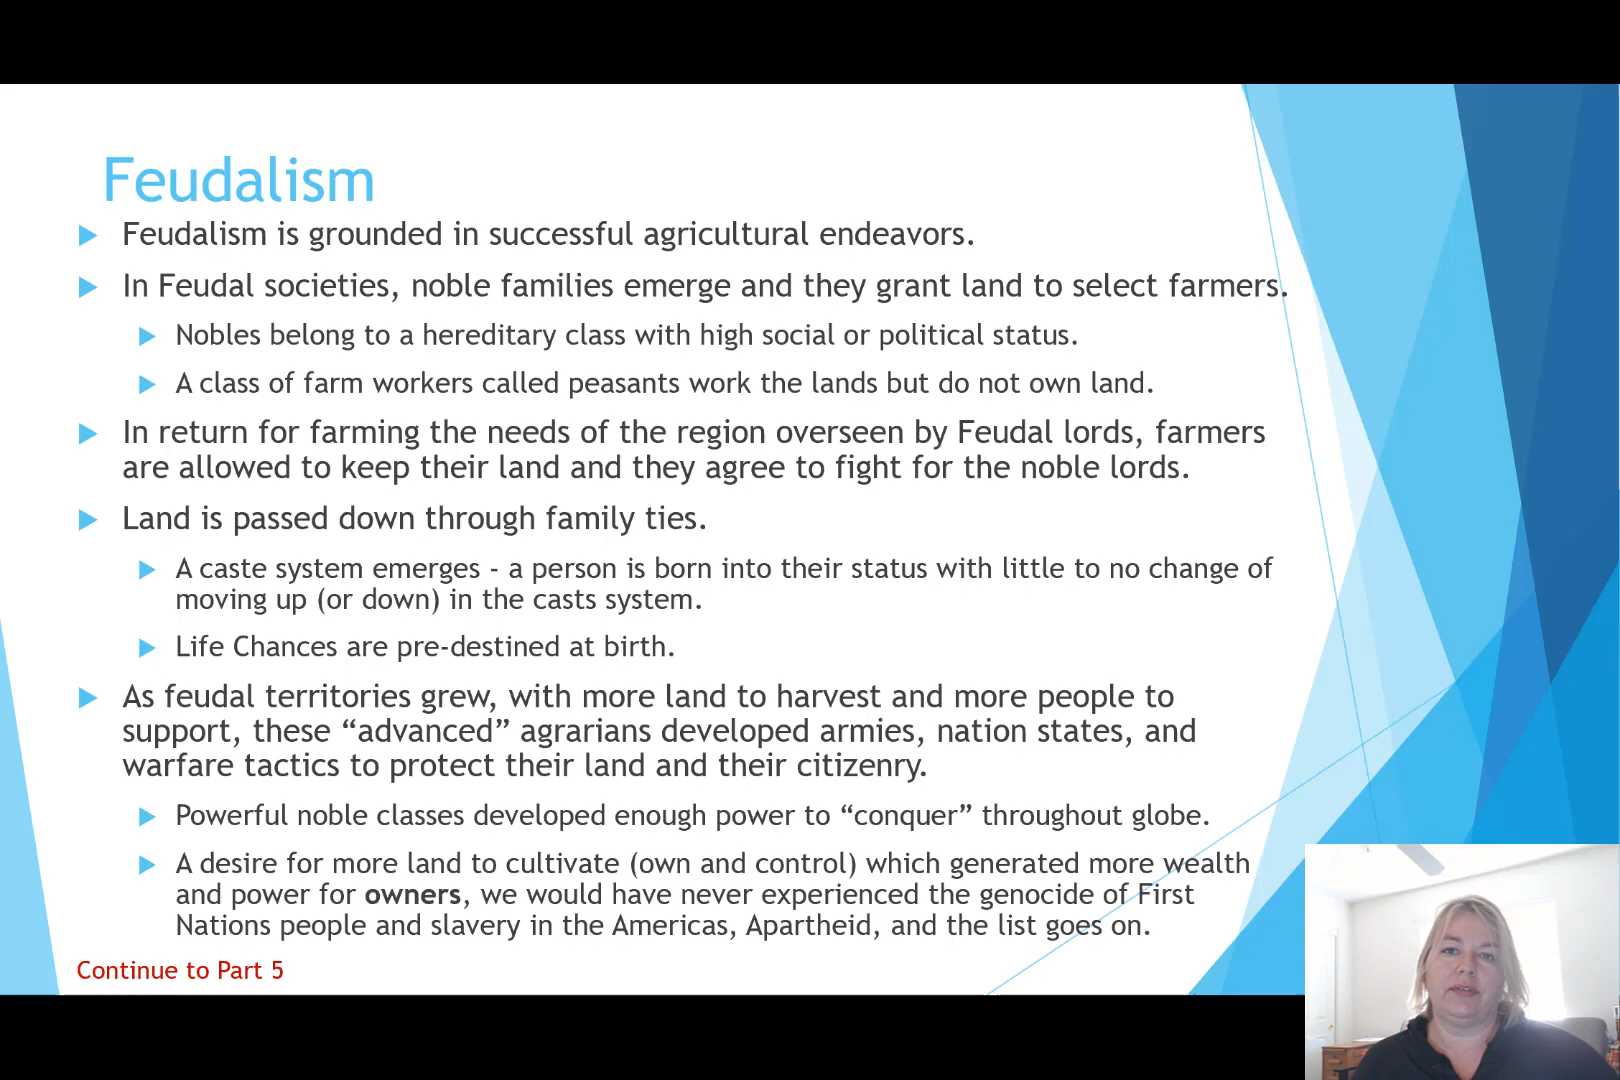 Feudalism
Feudalism is grounded in successful agricultural endeavors.
In Feudal societies, noble families emerge and they grant land to select farmers.
Nobles belong to a hereditary class with high social or political status.
A class of farm workers called peasants work the lands but do not own land.
In return for farming the needs of the region overseen by Feudal lords, farmers
are allowed to keep their land and they agree to fight for the noble lords.
Land is passed down through family ties.
A caste system emerges - a person is born into their status with little to no change of
moving up (or down) in the casts system.
Life Chances are pre-destined at birth.
As feudal territories grew, with more land to harvest and more people to
support, these “advanced” agrarians developed armies, nation states, and
warfare tactics to protect their land and their citizenry.
Powerful noble classes developed enough power to “conquer” throughout globe.
A desire for more land to cultivate (own and control) which generated more wealth
and power for owners, we would have never experienced the genocide of First
Nations people and slavery in the Americas, Apartheid, and the list goes on.
Continue to Part 5